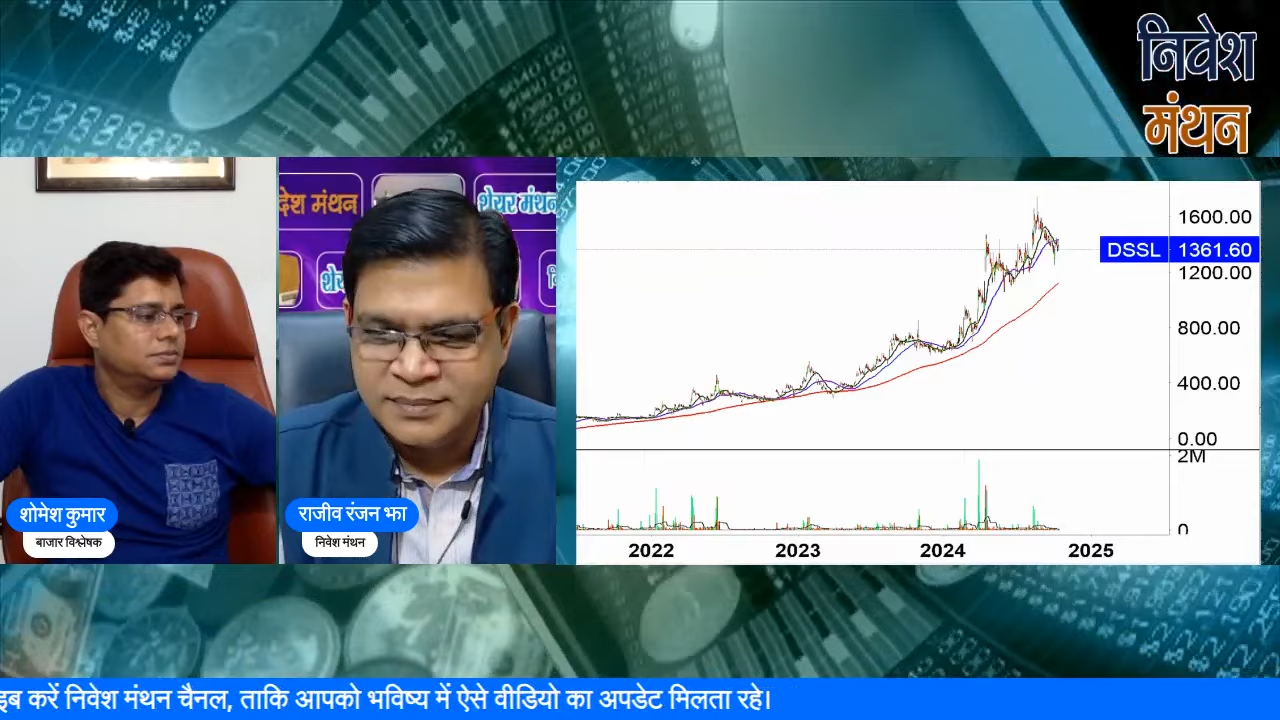 निवेश
मंथन
देश मंथन
शेयर मंथन
शे
नि
1600.00
DSSL 1361.60
1200.00
800.00
400.00
0.00
2M
0
2022 2023 2024 2025
शोमेश कुमार
बाजार विश्लेषक
राजीव रंजन झा
निवेश मंथन
इब करें निवेश मंथन चैनल, ताकि आपको भविष्य में ऐसे वीडियो का अपडेट मिलता रहे।